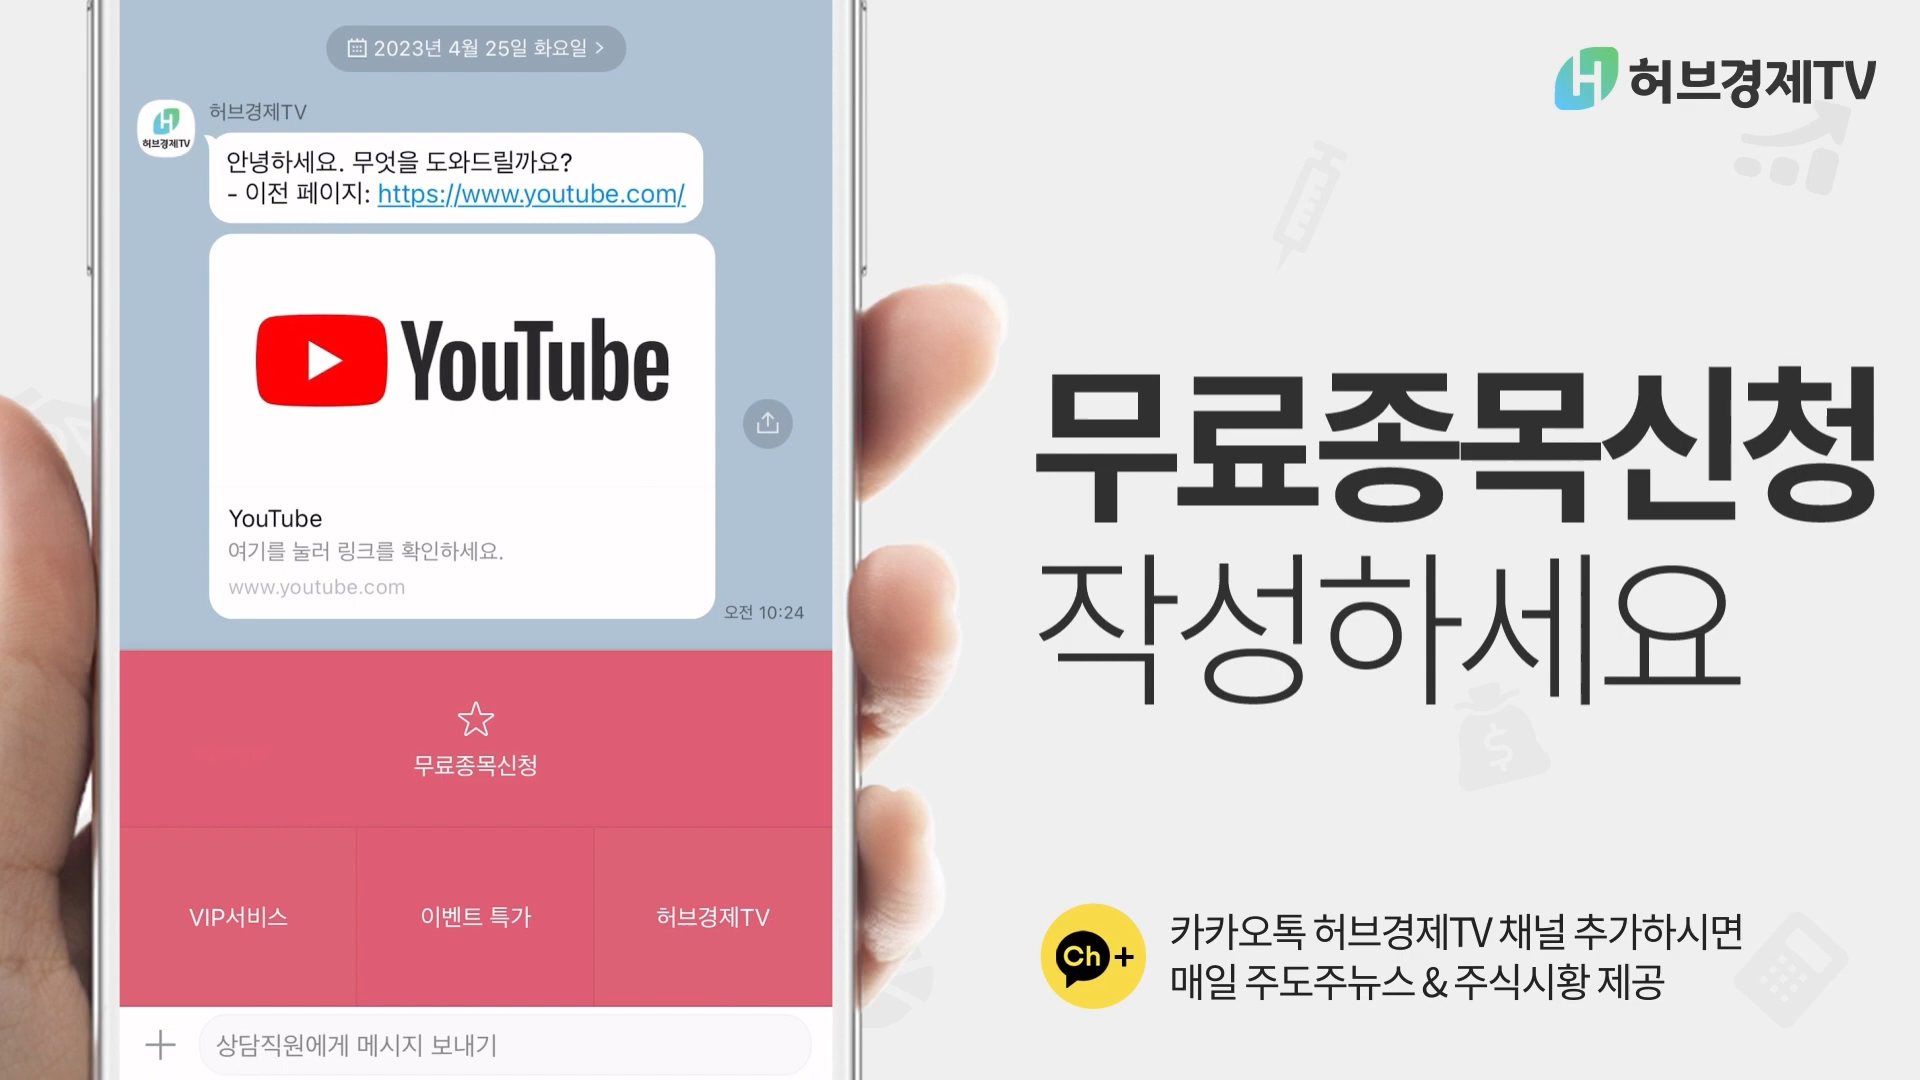 2023년 4월 25일 화요일 >
허브경제TV
허브경제TV
안녕하세요. 무엇을 도와드릴까요?
- 이전 페이지: https://www.youtube.com/
YouTube
YouTube
여기를 눌러 링크를 확인하세요.
www.youtube.com
오전 10:24
무료종목신청
VIP서비스
이벤트 특가
허브경제TV
상담직원에게 메시지 보내기
허브경제TV
무료종목신청
작성하세요
Ch+
카카오톡 허브경제TV 채널 추가하시면
매일 주도주뉴스 & 주식시황 제공